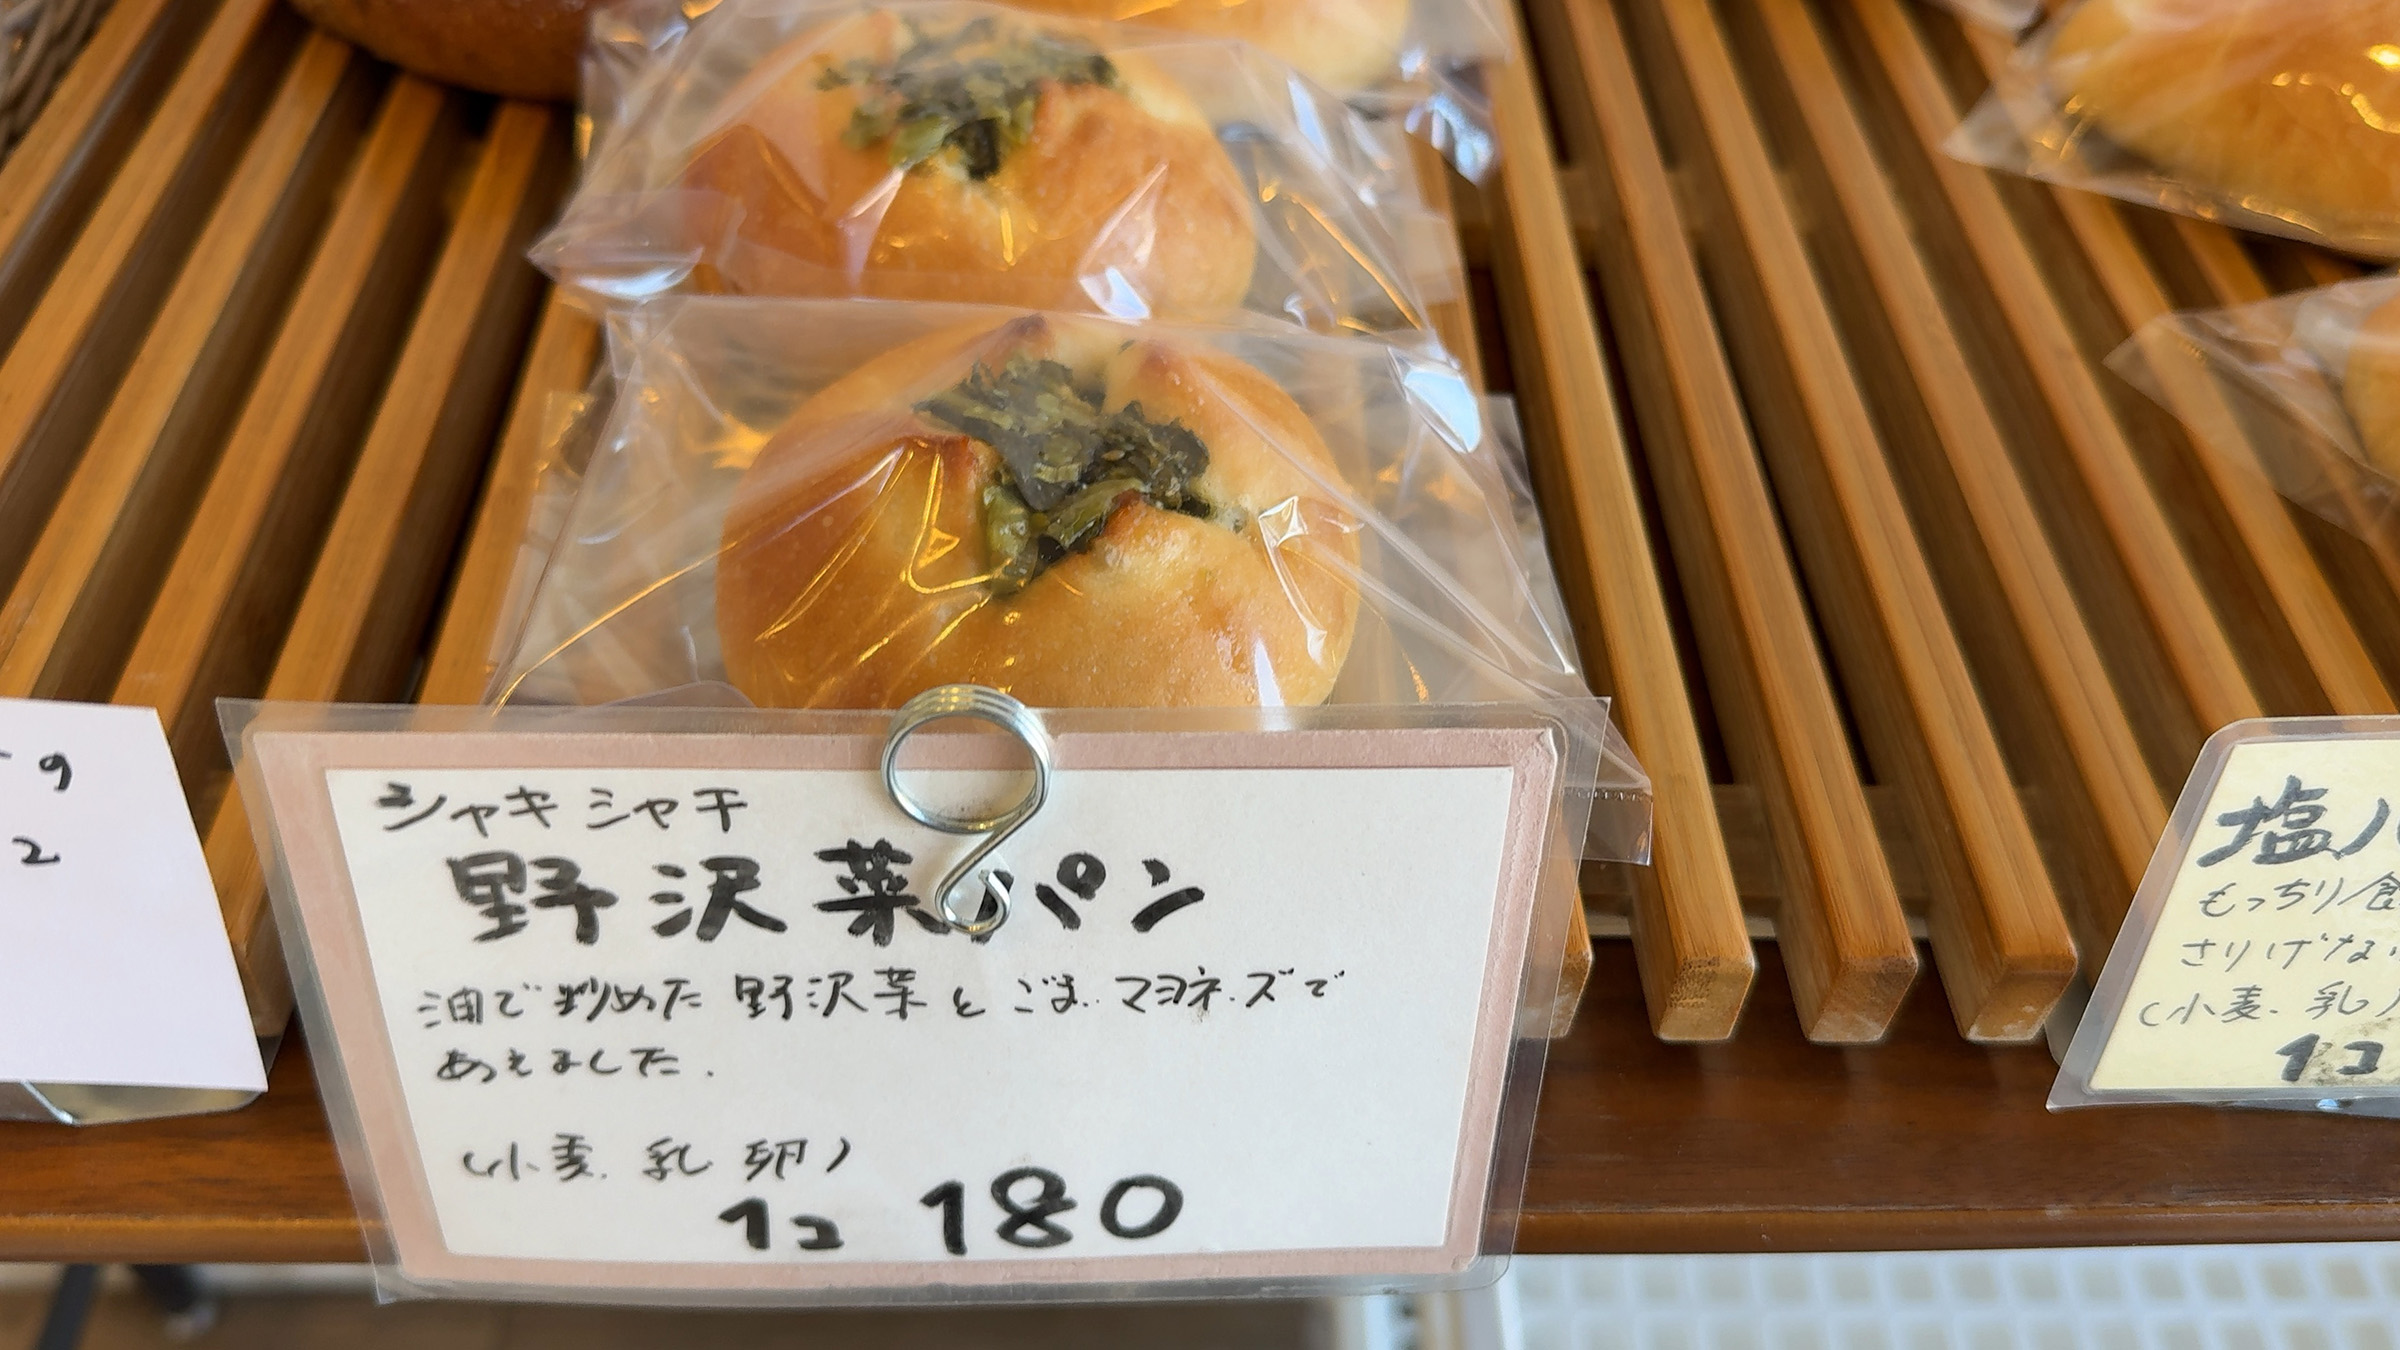 シャキシャキ
野沢菜パン
油で炒めた野沢菜とごま.マヨネーズで
あえました.
(小麦.乳.卵)
1コ 180
塩パ
もっちり食
さりげな
(小麦.乳)
1コ
9
2